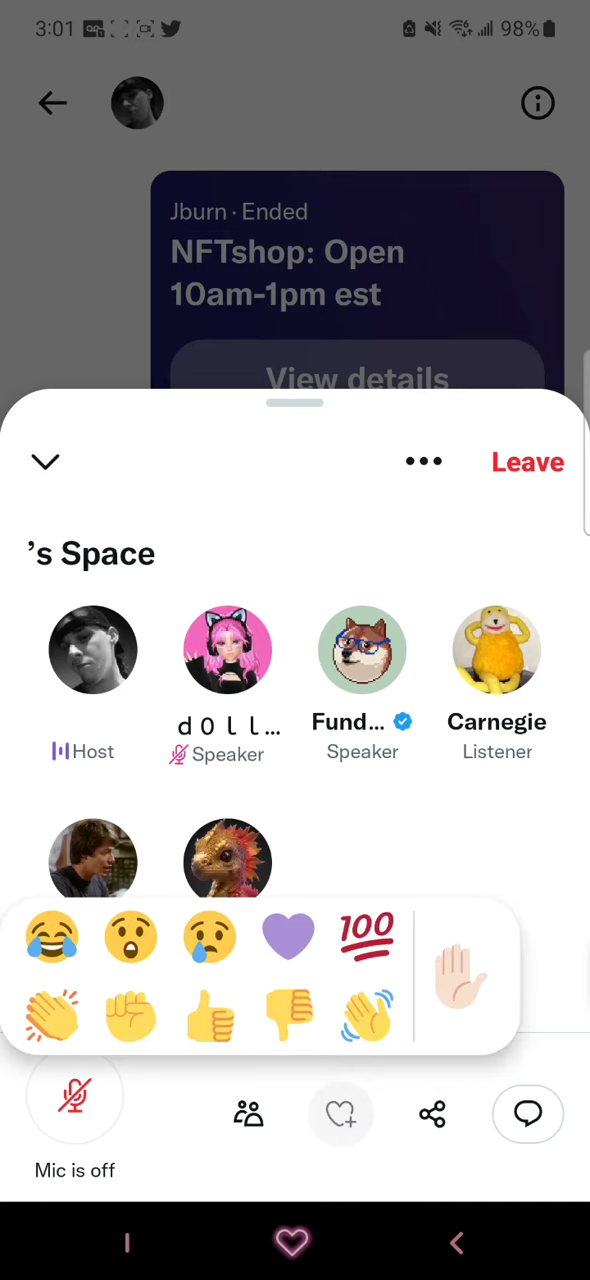 3:01
98%
Jburn · Ended
NFTshop: Open
10am-1pm est
View details
Leave
’s Space
d O l l...
Fund...
Carnegie
Host
Speaker
Speaker
Listener
100
Mic is off